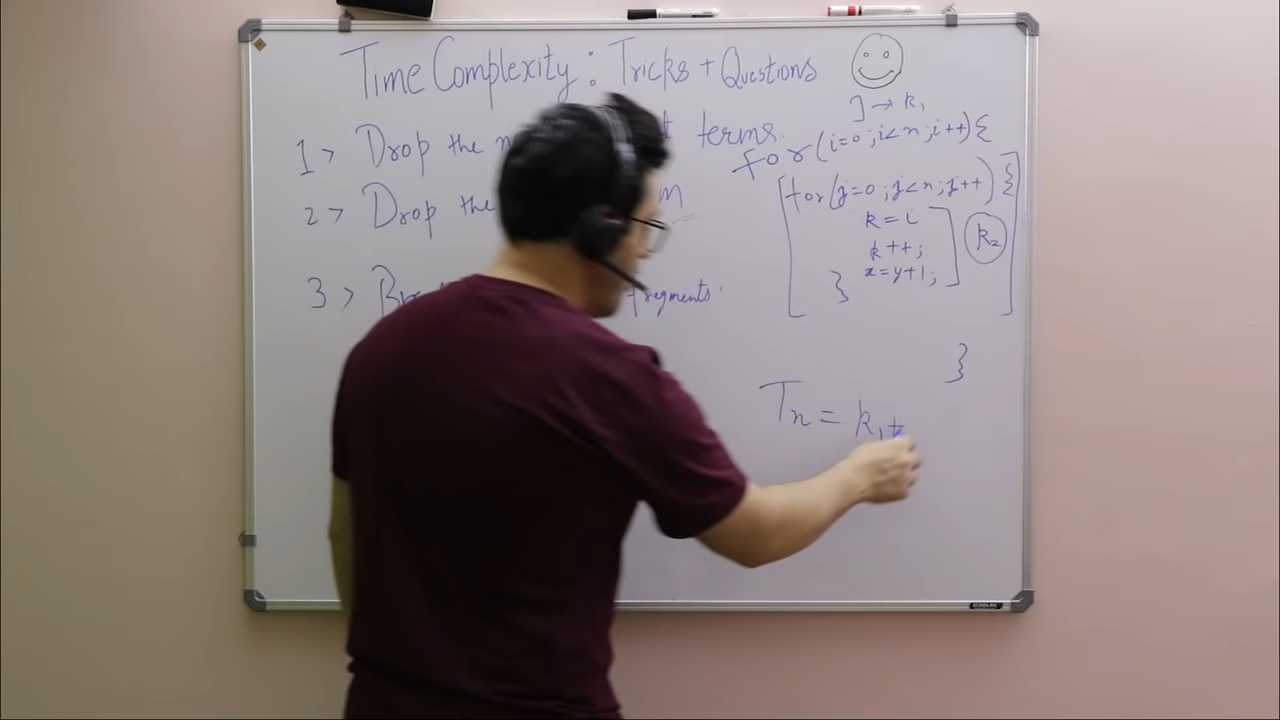 Time Complexity: Tricks + Questions
1> Drop the terms.
2> Drop the
3> fragments.
] → k₁
for(i=0;i<n;i++){
for(j=0;j<n;j++){
k=i
k++;
x=y+1;
] k₂
}
}
Tn = k₁+